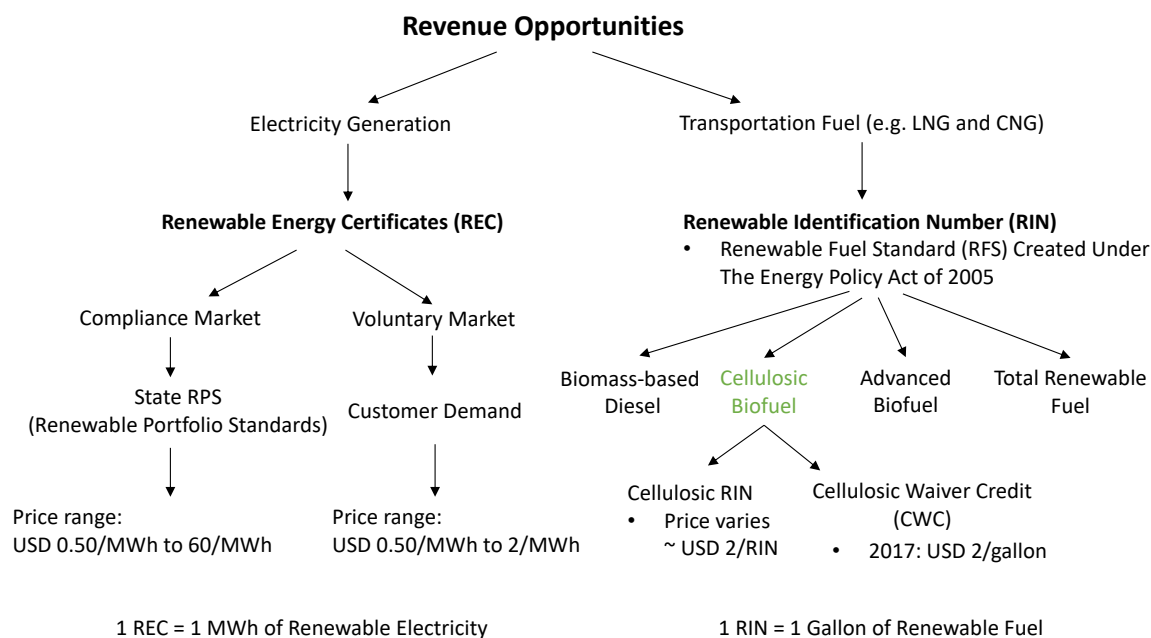 Revenue Opportunities
Electricity Generation
Transportation Fuel (e.g. LNG and CNG)
Renewable Energy Certificates (REC)
Renewable Identification Number (RIN)
• Renewable Fuel Standard (RFS) Created Under
The Energy Policy Act of 2005
Compliance Market
Voluntary Market
Biomass-based
Diesel
Cellulosic
Biofuel
Advanced
Biofuel
Total Renewable
Fuel
State RPS
(Renewable Portfolio Standards)
Customer Demand
Cellulosic RIN
• Price varies
~ USD 2/RIN
Cellulosic Waiver Credit
(CWC)
• 2017: USD 2/gallon
Price range:
USD 0.50/MWh to 60/MWh
Price range:
USD 0.50/MWh to 2/MWh
1 REC = 1 MWh of Renewable Electricity
1 RIN = 1 Gallon of Renewable Fuel